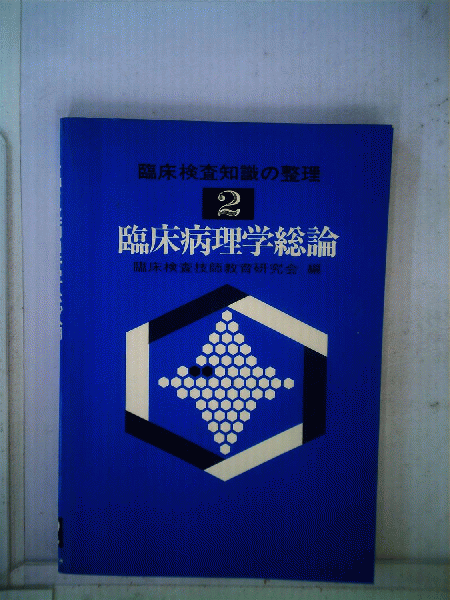 臨床検査知識の整理
2
臨床病理学総論
臨床検査技師教育研究会 編